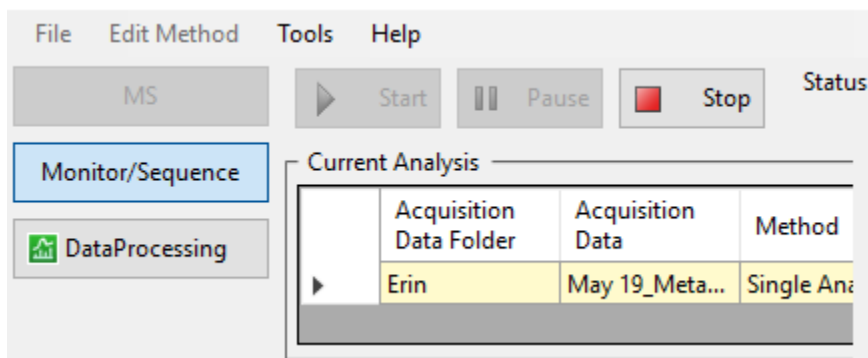 File Edit Method Tools Help
MS Start Pause Stop Status
Monitor/Sequence
Current Analysis
DataProcessing
Acquisition Data Folder Acquisition Data Method
Erin May 19_Meta... Single Ana